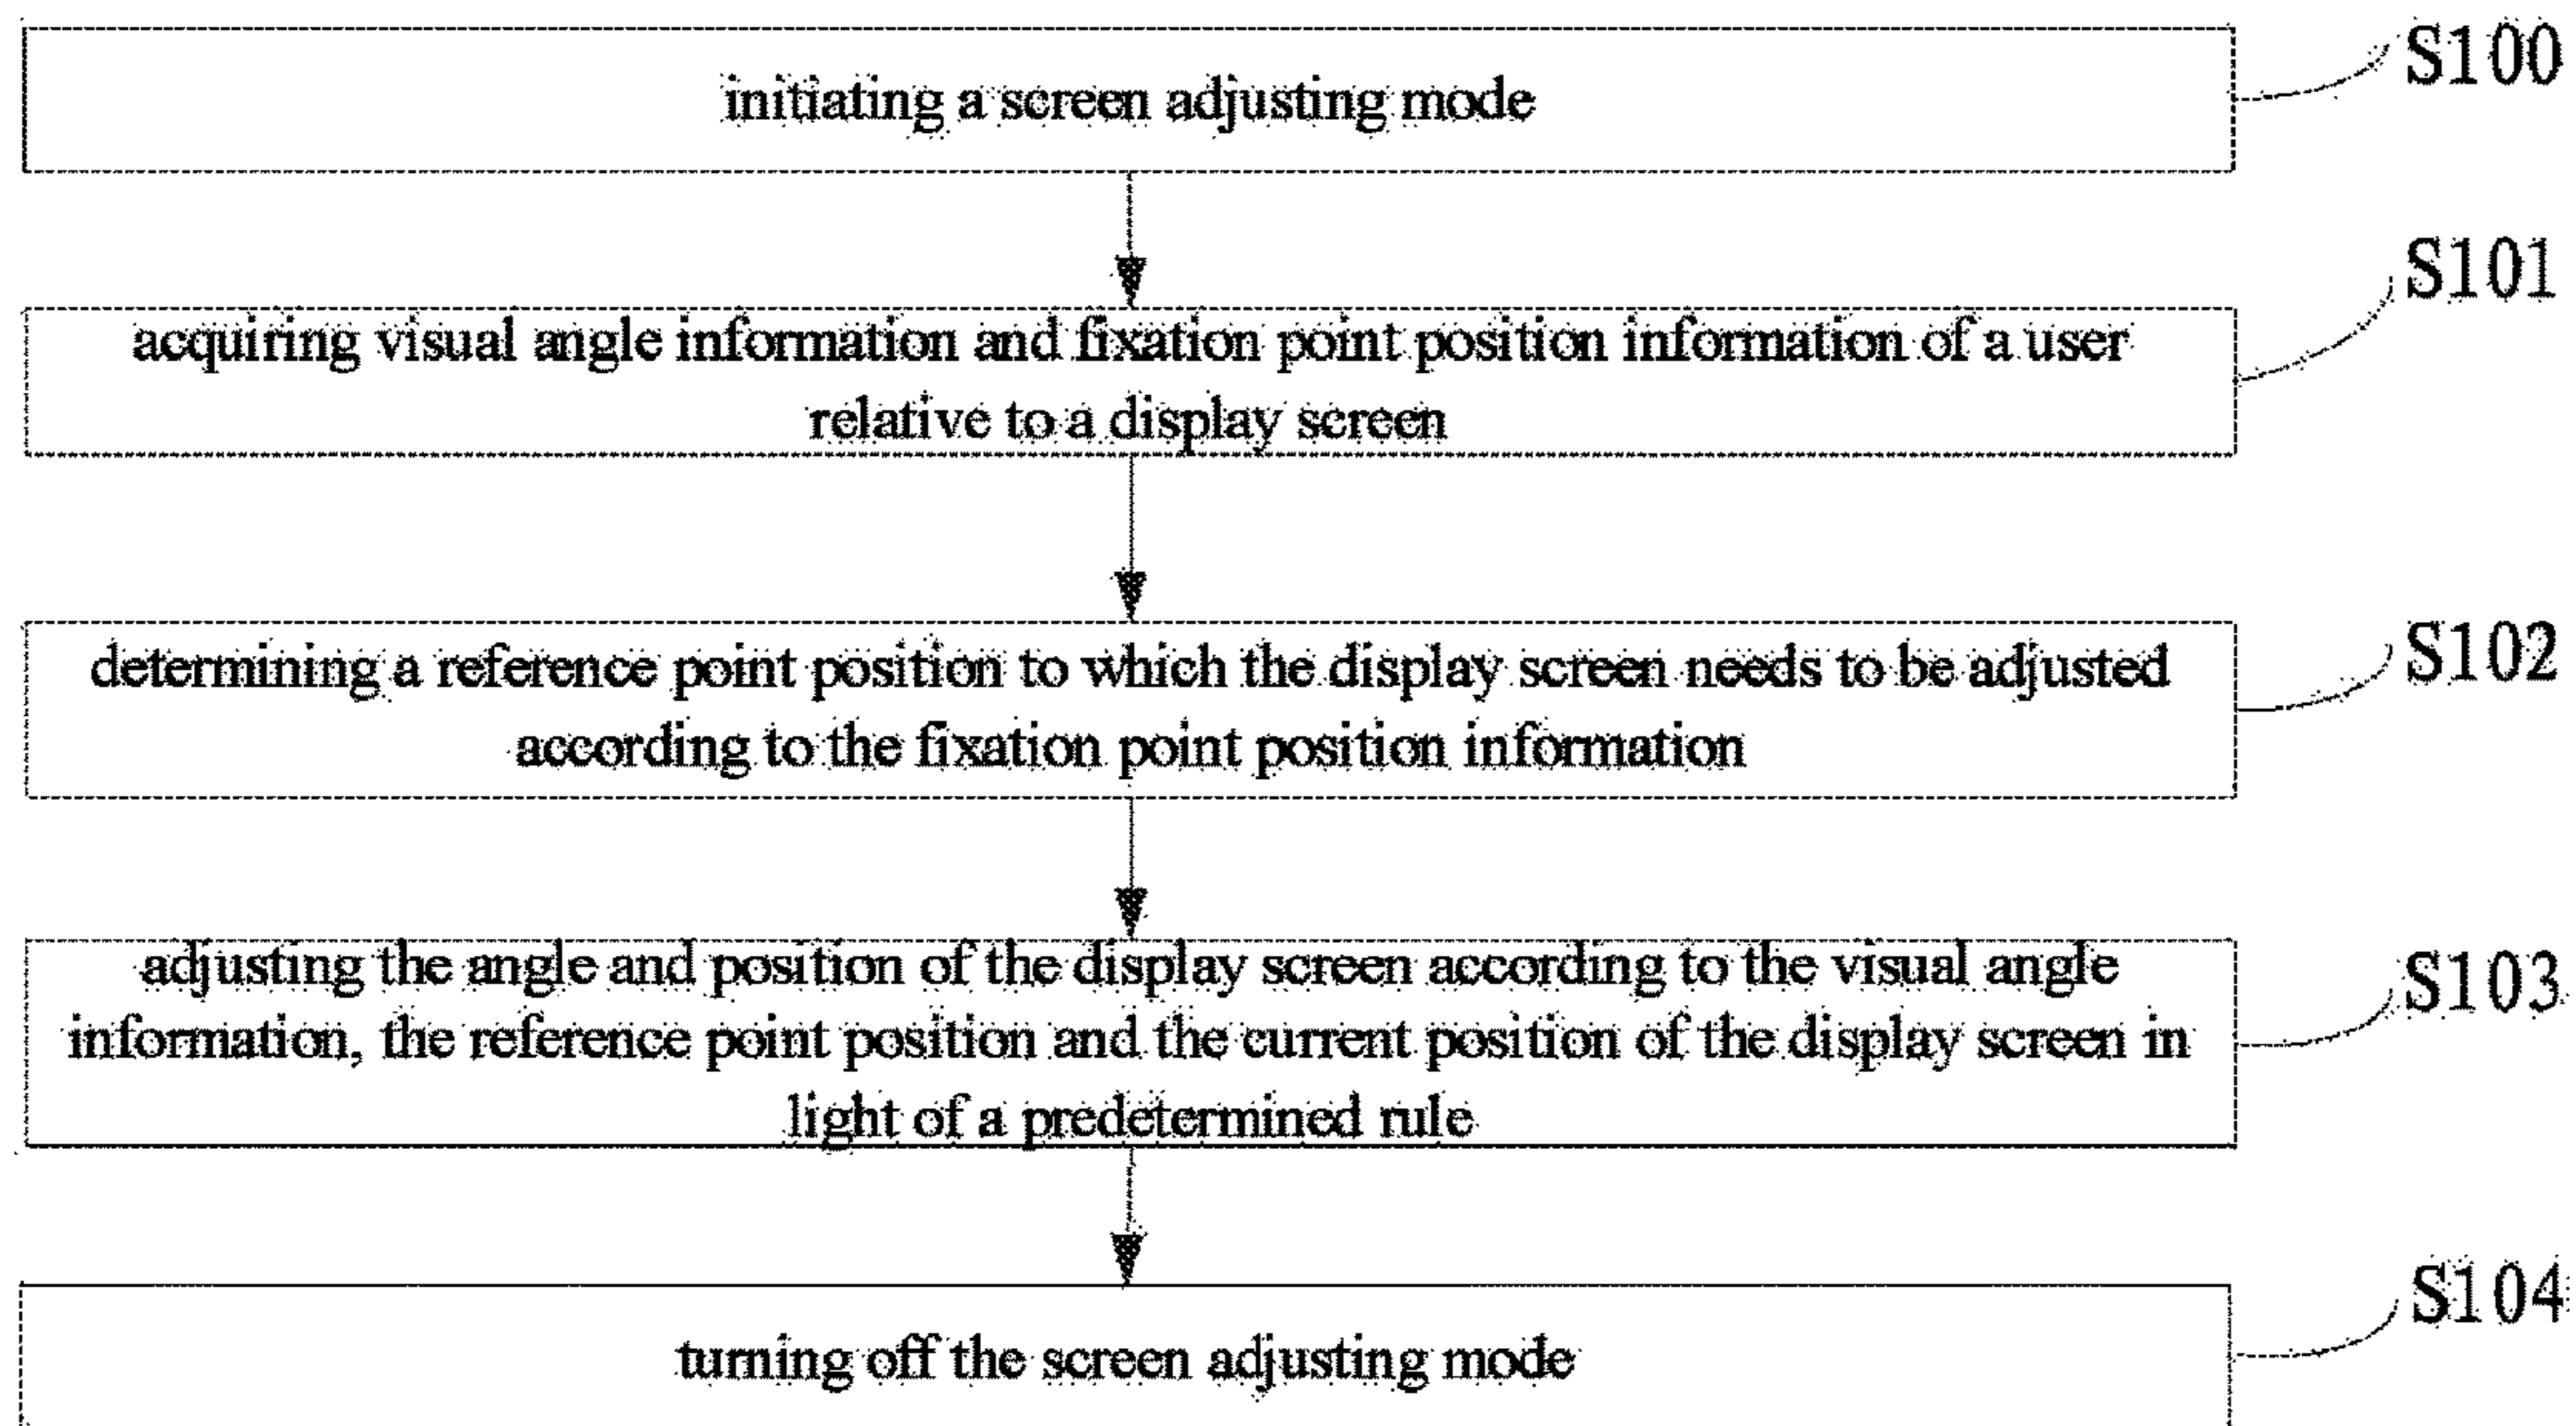 initiating a screen adjusting mode
S100
acquiring visual angle information and fixation point position information of a user
relative to a display screen
S101
determining a reference point position to which the display screen needs to be adjusted
according to the fixation point position information
S102
adjusting the angle and position of the display screen according to the visual angle
information, the reference point position and the current position of the display screen in
light of a predetermined rule
S103
turning off the screen adjusting mode
S104